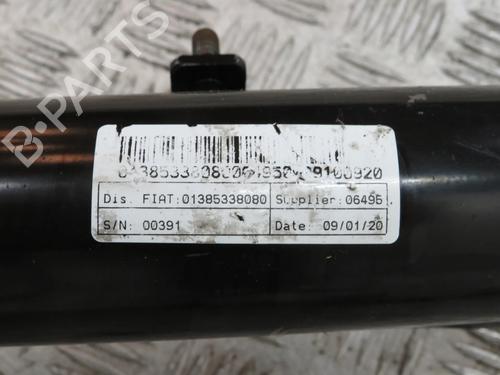 B-PARTS
Dis. FIAT:01385338080 Supplier:06495
S/N: 00391 Date: 09/01/20